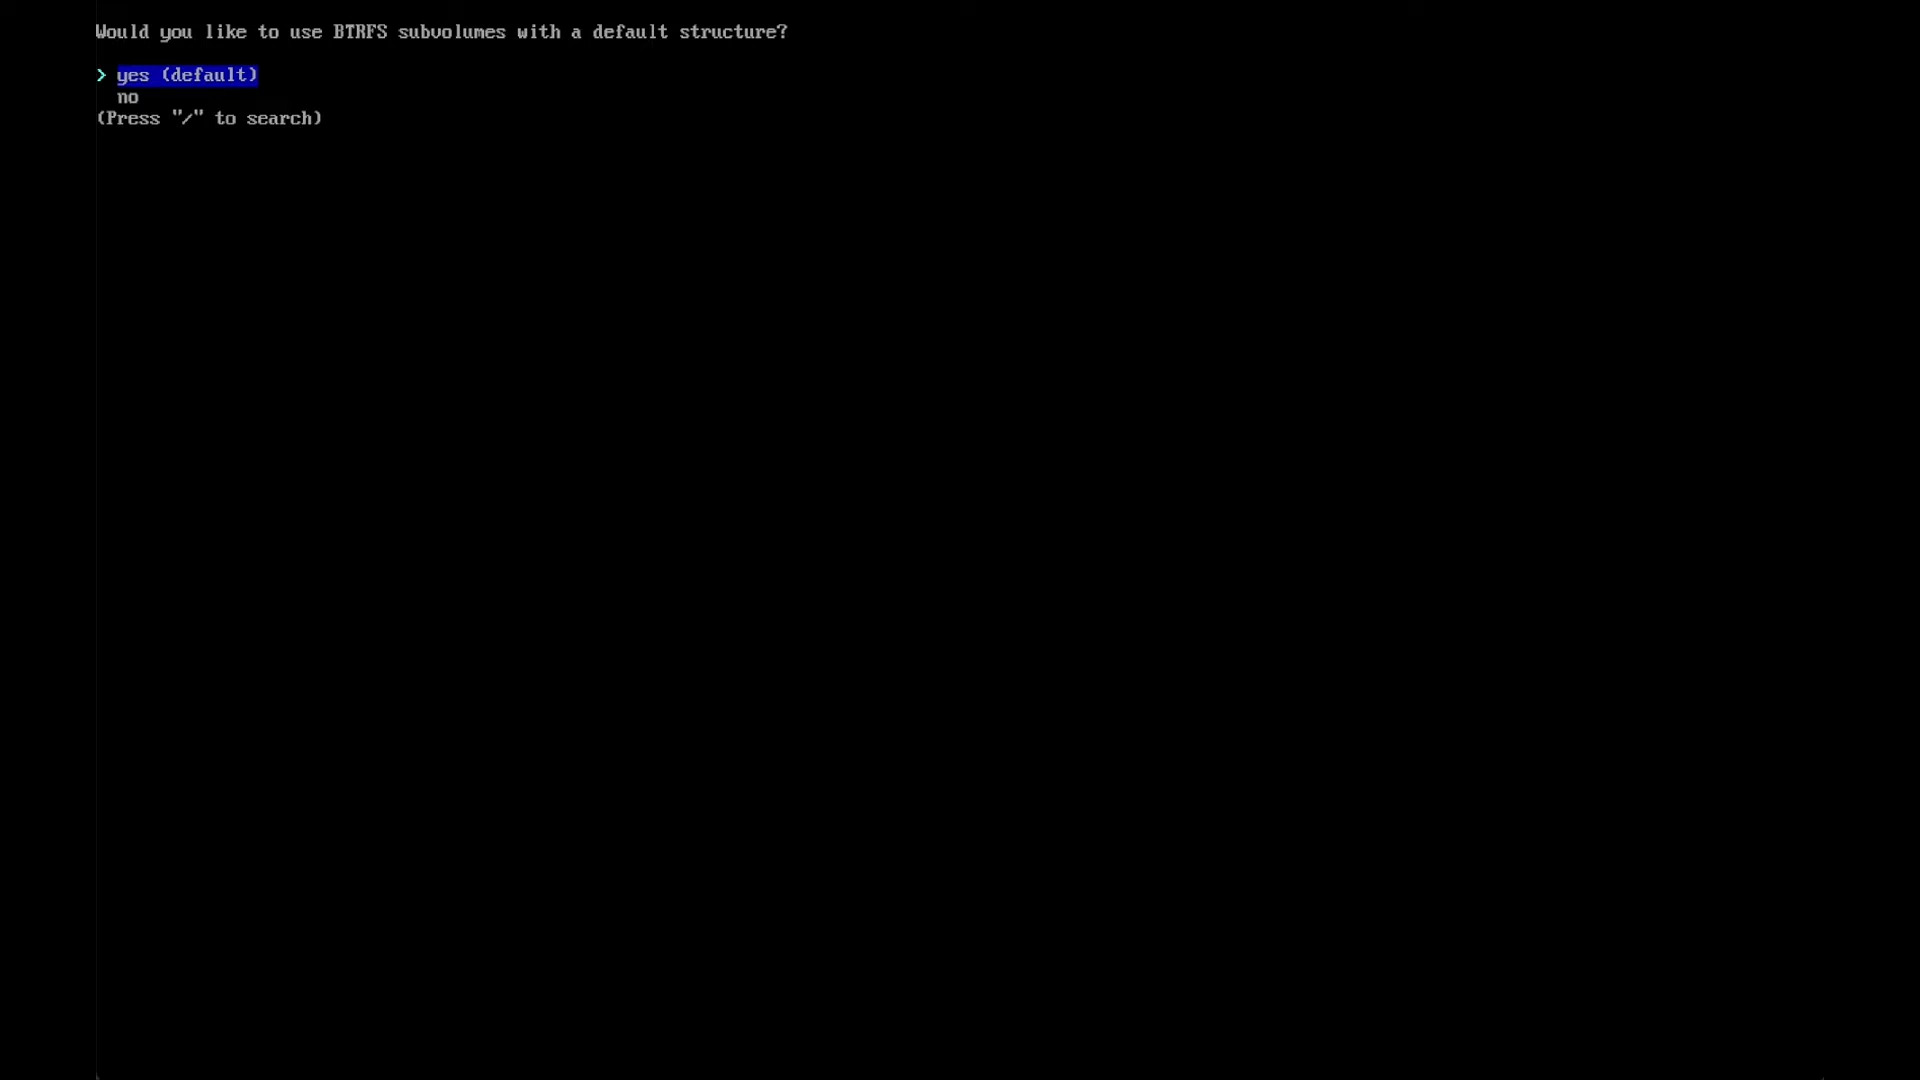 Would you like to use BTRFS subvolumes with a default structure?
> yes (default)
no
(Press "/" to search)